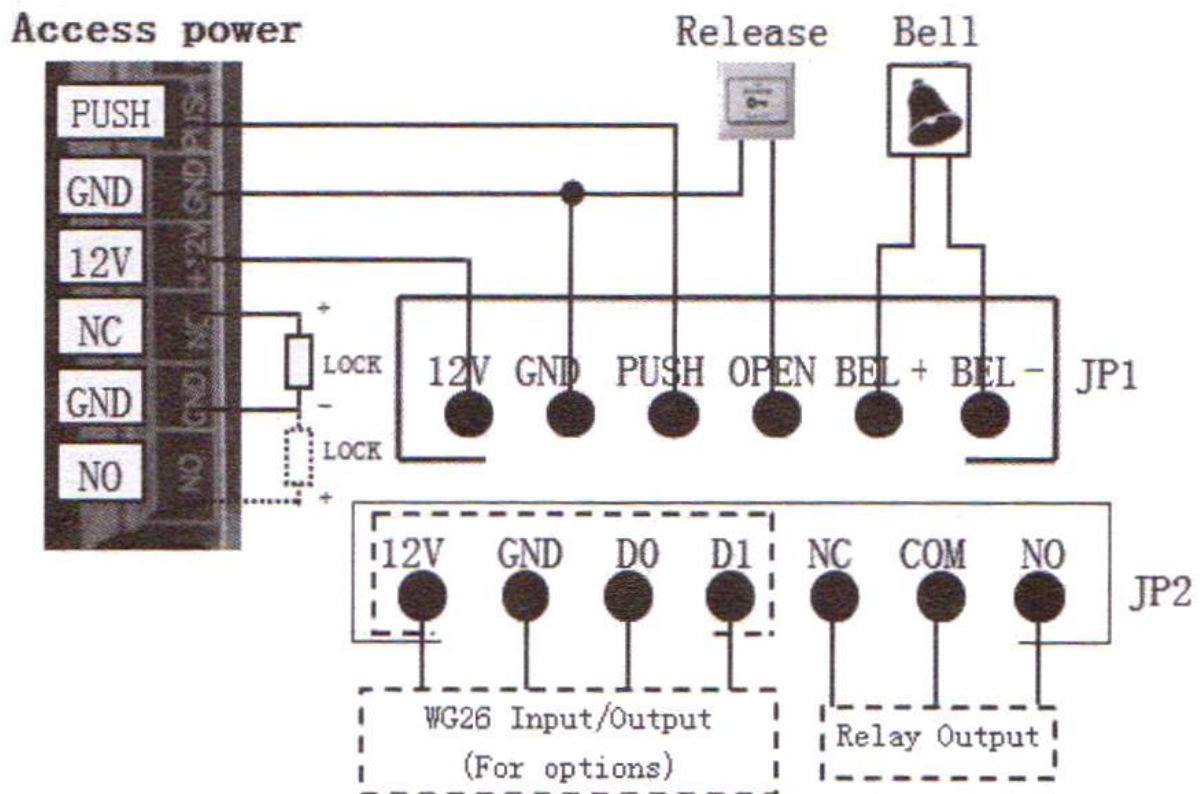 Access power
Release
Bell
PUSH
PUSH
GND
GND
12V
+12V
NC
NC
+
LOCK
GND
GND
-
LOCK
NO
NO
+
12V GND PUSH OPEN BEL + BEL - JP1
12V GND D0 D1 NC COM NO JP2
WG26 Input/Output
(For options)
Relay Output